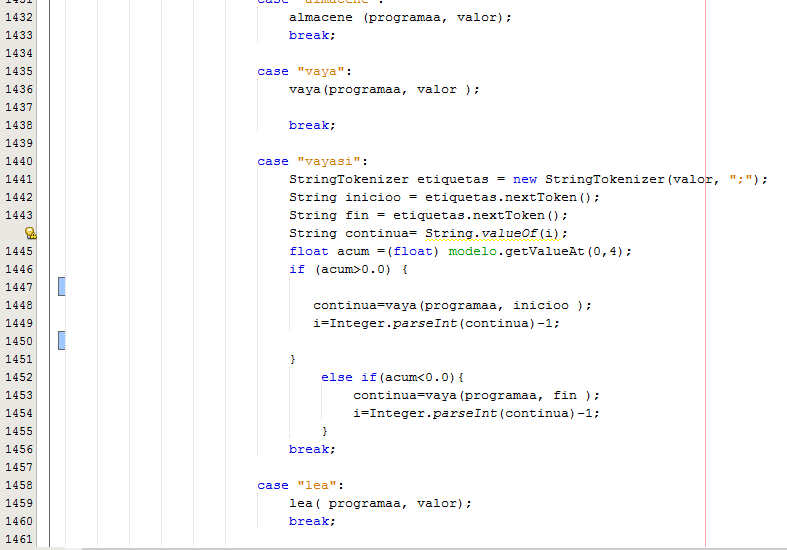 1431 case "almacene":
1432 almacene (programaa, valor);
1433 break;
1434
1435 case "vaya":
1436 vaya(programaa, valor );
1437
1438 break;
1439
1440 case "vayasi":
1441 StringTokenizer etiquetas = new StringTokenizer(valor, ";");
1442 String inicioo = etiquetas.nextToken();
1443 String fin = etiquetas.nextToken();
String continua= String.valueOf(i);
1445 float acum =(float) modelo.getValueAt(0,4);
1446 if (acum>0.0) {
1447
1448 continua=vaya(programaa, inicioo );
1449 i=Integer.parseInt(continua)-1;
1450
1451 }
1452 else if(acum<0.0){
1453 continua=vaya(programaa, fin );
1454 i=Integer.parseInt(continua)-1;
1455 }
1456 break;
1457
1458 case "lea":
1459 lea( programaa, valor);
1460 break;
1461